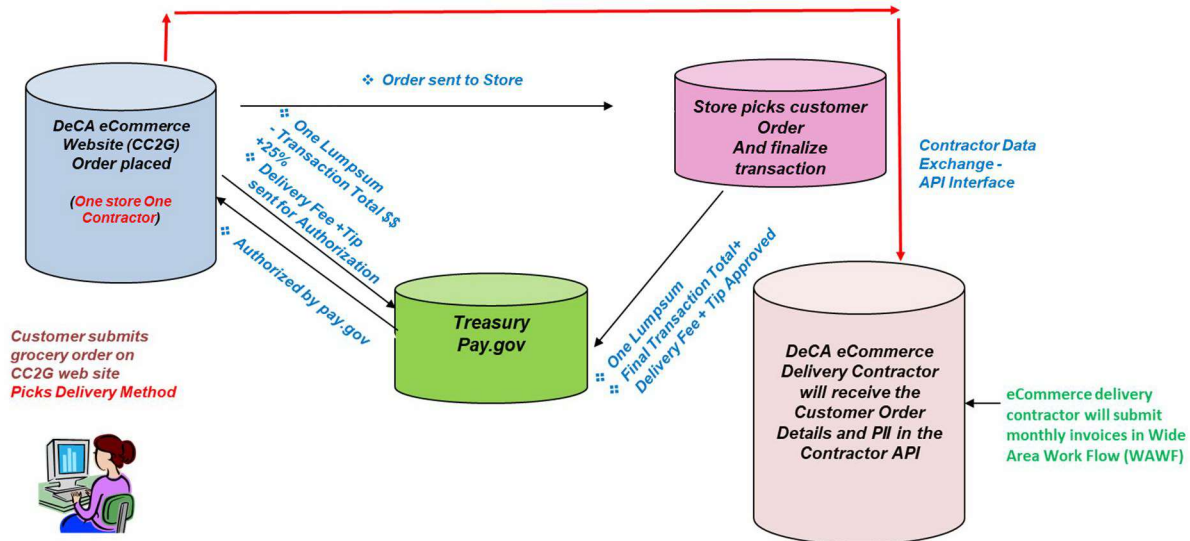 ❖ Order sent to Store
DeCA eCommerce
Website (CC2G)
Order placed
(One store One
Contractor)
❖ One Lumpsum
- Transaction Total $$
+25%
❖ Delivery Fee +Tip
sent for Authorization
❖ Authorized by pay.gov
Store picks customer
Order
And finalize
transaction
Contractor Data
Exchange -
API Interface
Treasury
Pay.gov
❖ One Lumpsum
❖ Final Transaction Total+
Delivery Fee + Tip Approved
Customer submits
grocery order on
CC2G web site
Picks Delivery Method
DeCA eCommerce
Delivery Contractor
will receive the
Customer Order
Details and PII in the
Contractor API
eCommerce delivery
contractor will submit
monthly invoices in Wide
Area Work Flow (WAWF)